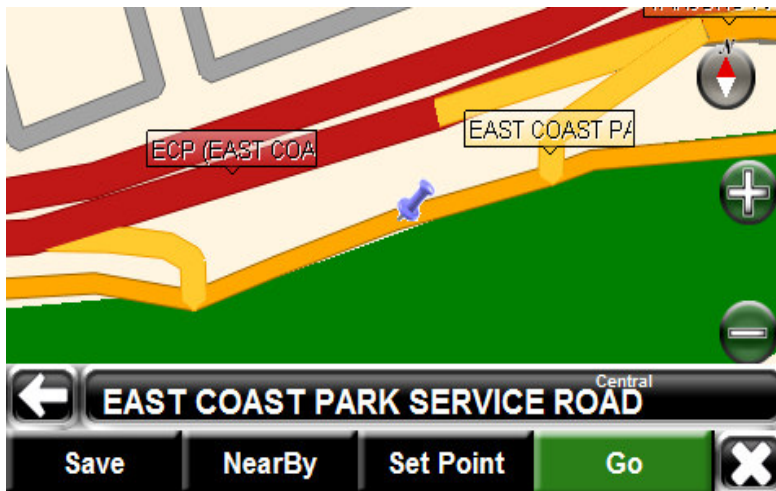 N
EAST COAST PA
ECP (EAST COA
Central
EAST COAST PARK SERVICE ROAD
Save NearBy Set Point Go